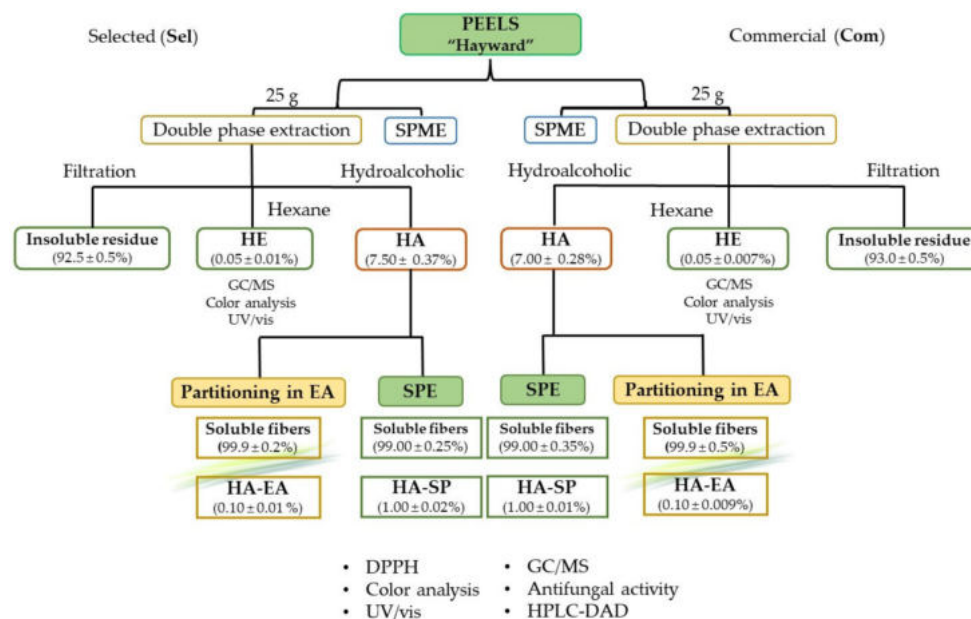 PEELS
"Hayward"
Selected (Sel)
Commercial (Com)
25 g
25 g
Double phase extraction
SPME
SPME
Double phase extraction
Filtration
Hydroalcoholic
Hydroalcoholic
Filtration
Hexane
Hexane
Insoluble residue
(92.5 ± 0.5%)
HE
(0.05 ± 0.01%)
HA
(7.50 ± 0.37%)
HA
(7.00 ± 0.28%)
HE
(0.05 ± 0.007%)
Insoluble residue
(93.0 ± 0.5%)
GC/MS
Color analysis
UV/vis
GC/MS
Color analysis
UV/vis
Partitioning in EA
SPE
SPE
Partitioning in EA
Soluble fibers
(99.9 ± 0.2%)
Soluble fibers
(99.00 ± 0.25%)
Soluble fibers
(99.00 ± 0.35%)
Soluble fibers
(99.9 ± 0.5%)
HA-EA
(0.10 ± 0.01 %)
HA-SP
(1.00 ± 0.02%)
HA-SP
(1.00 ± 0.01%)
HA-EA
(0.10 ± 0.009%)
• DPPH
• Color analysis
• UV/vis
• GC/MS
• Antifungal activity
• HPLC-DAD